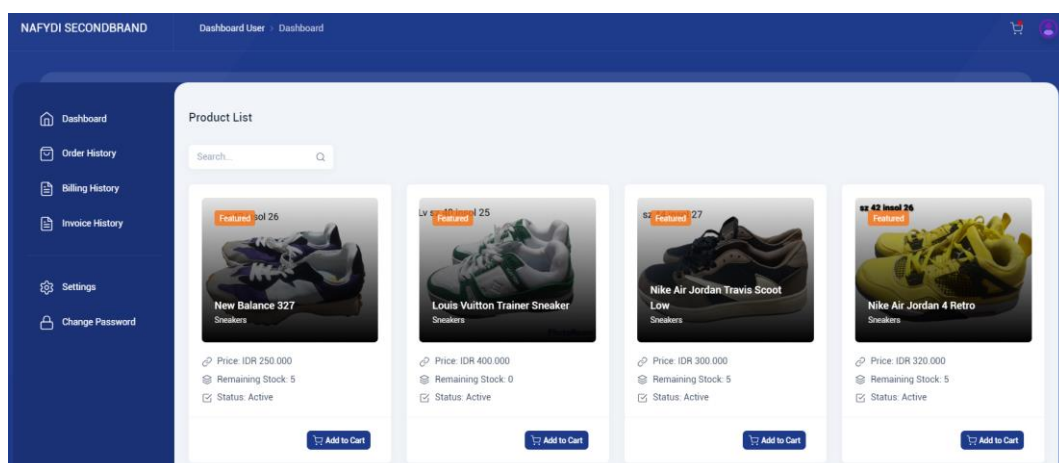 NAFYDI SECONDBRAND
Dashboard User > Dashboard
Dashboard
Order History
Billing History
Invoice History
Settings
Change Password
Product List
Search...
Featured
sol 26
New Balance 327
Sneakers
Price: IDR 250.000
Remaining Stock: 5
Status: Active
Add to Cart
Lv
25
Featured
Louis Vuitton Trainer Sneaker
Sneakers
Price: IDR 400.000
Remaining Stock: 0
Status: Active
Add to Cart
27
Featured
Nike Air Jordan Travis Scoot
Low
Sneakers
Price: IDR 300.000
Remaining Stock: 5
Status: Active
Add to Cart
sz 42 insol 26
Featured
Nike Air Jordan 4 Retro
Sneakers
Price: IDR 320.000
Remaining Stock: 5
Status: Active
Add to Cart